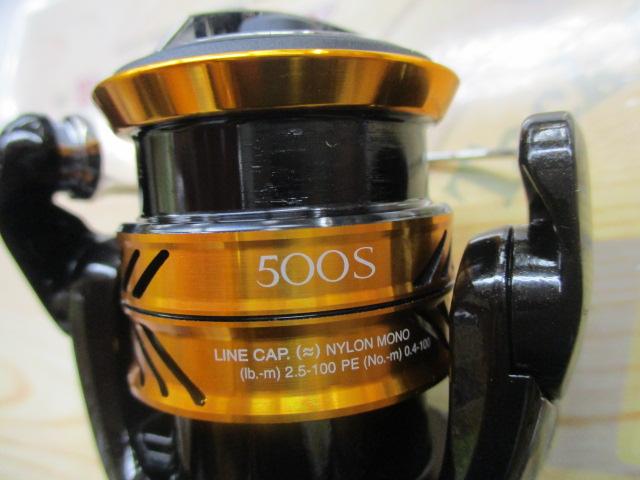 500S
LINE CAP. (≈) NYLON MONO
(lb.-m) 2.5-100 PE (No.-m) 0.4-100